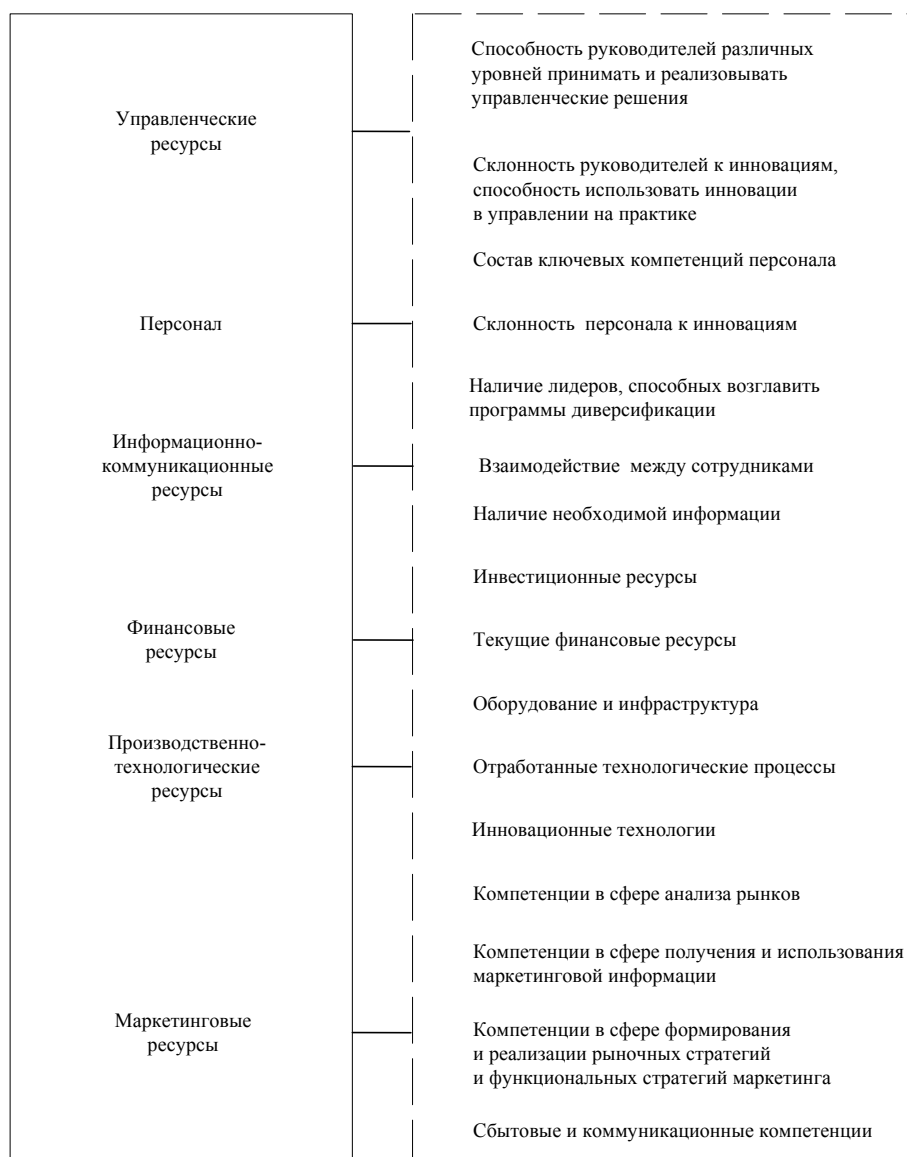 Способность руководителей различных
уровней принимать и реализовывать
управленческие решения
Управленческие
ресурсы
Склонность руководителей к инновациям,
способность использовать инновации
в управлении на практике
Состав ключевых компетенций персонала
Персонал
Склонность персонала к инновациям
Наличие лидеров, способных возглавить
программы диверсификации
Информационно-
коммуникационные
ресурсы
Взаимодействие между сотрудниками
Наличие необходимой информации
Инвестиционные ресурсы
Финансовые
ресурсы
Текущие финансовые ресурсы
Оборудование и инфраструктура
Производственно-
технологические
ресурсы
Отработанные технологические процессы
Инновационные технологии
Компетенции в сфере анализа рынков
Компетенции в сфере получения и использования
маркетинговой информации
Маркетинговые
ресурсы
Компетенции в сфере формирования
и реализации рыночных стратегий
и функциональных стратегий маркетинга
Сбытовые и коммуникационные компетенции